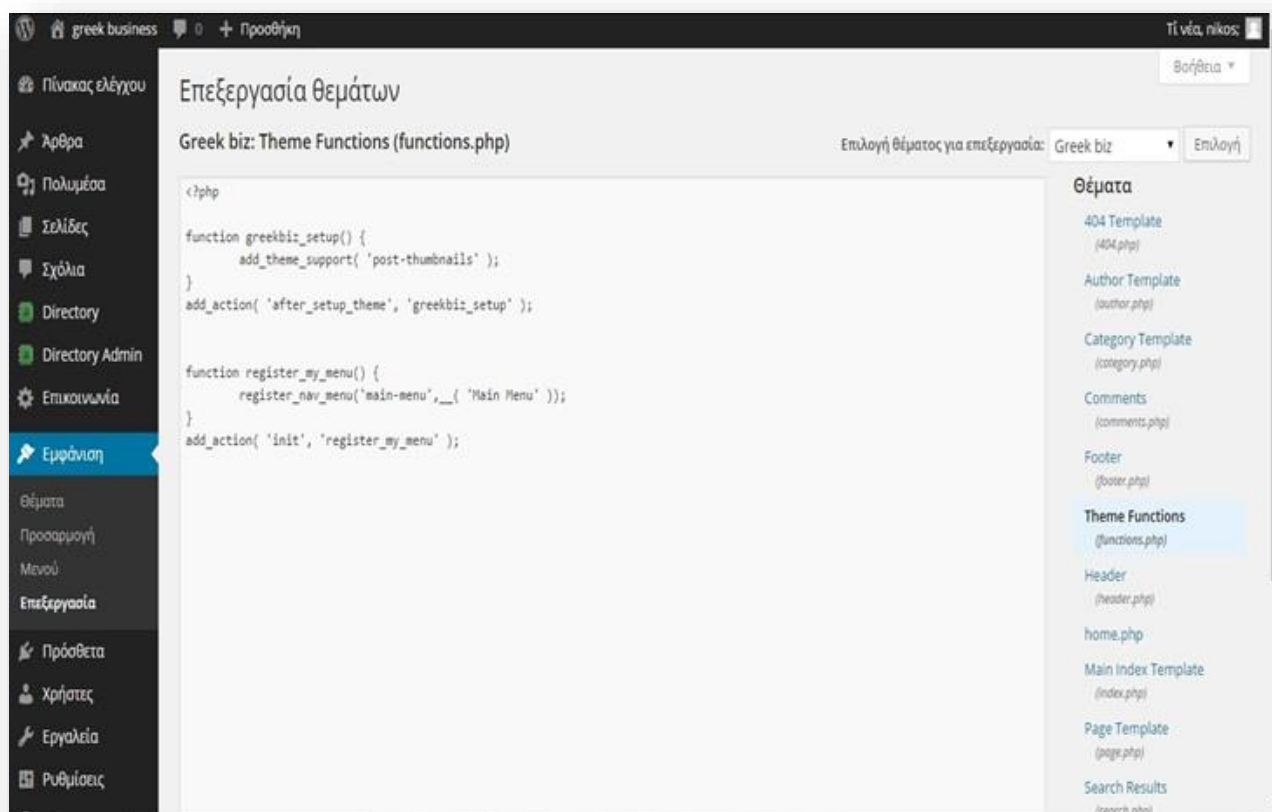 greek business 0 + Προσθήκη Τί νέα, nikos;
Βοήθεια
Πίνακας ελέγχου
Άρθρα
Πολυμέσα
Σελίδες
Σχόλια
Directory
Directory Admin
Επικοινωνία
Εμφάνιση
Θέματα
Προσαρμογή
Μενού
Επεξεργασία
Πρόσθετα
Χρήστες
Εργαλεία
Ρυθμίσεις
Επεξεργασία θεμάτων
Greek biz: Theme Functions (functions.php)
Επιλογή θέματος για επεξεργασία: Greek biz Επιλογή
<?php
function greekbiz_setup() {
add_theme_support( 'post-thumbnails' );
}
add_action( 'after_setup_theme', 'greekbiz_setup' );
function register_my_menu() {
register_nav_menu('main-menu',__( 'Main Menu' ));
}
add_action( 'init', 'register_my_menu' );
Θέματα
404 Template
(404.php)
Author Template
(author.php)
Category Template
(category.php)
Comments
(comments.php)
Footer
(footer.php)
Theme Functions
(functions.php)
Header
(header.php)
home.php
Main Index Template
(index.php)
Page Template
(page.php)
Search Results
(search.php)